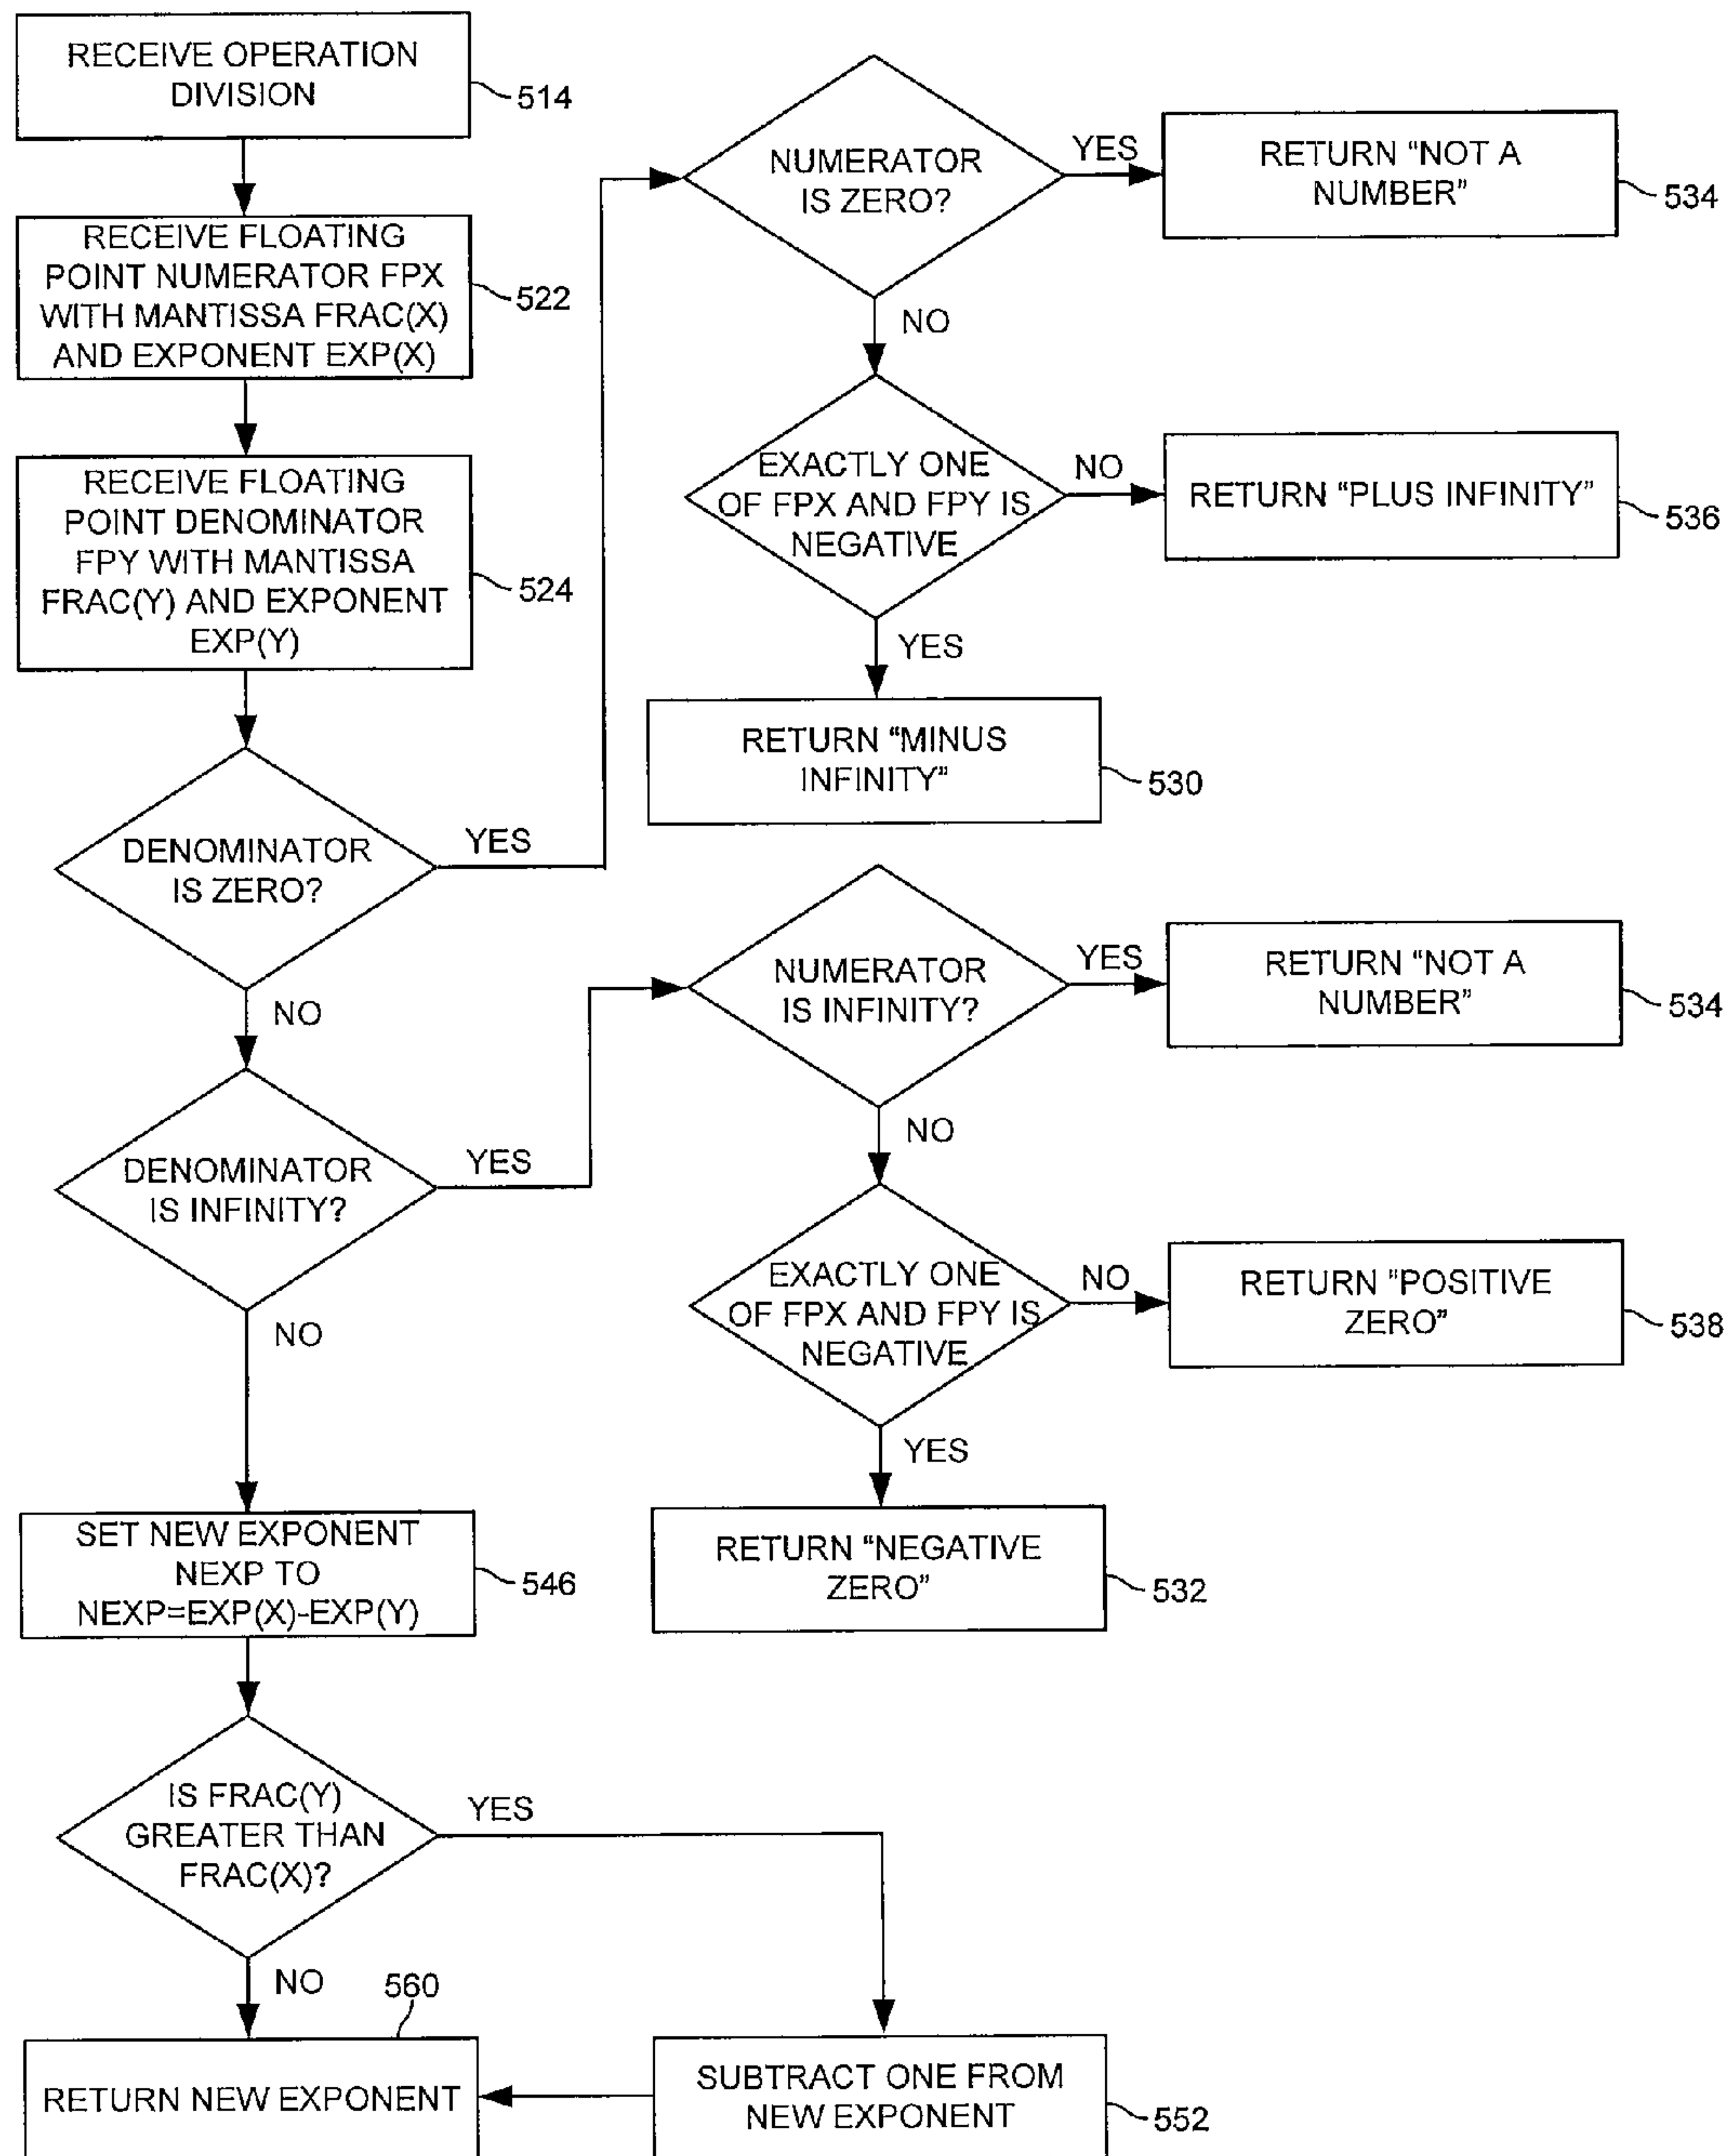 RECEIVE OPERATION
DIVISION
514
RECEIVE FLOATING
POINT NUMERATOR FPX
WITH MANTISSA FRAC(X)
AND EXPONENT EXP(X)
522
RECEIVE FLOATING
POINT DENOMINATOR
FPY WITH MANTISSA
FRAC(Y) AND EXPONENT
EXP(Y)
524
DENOMINATOR
IS ZERO?
YES
NO
NUMERATOR
IS ZERO?
YES
RETURN “NOT A
NUMBER”
534
NO
EXACTLY ONE
OF FPX AND FPY IS
NEGATIVE
NO
RETURN “PLUS INFINITY”
536
YES
RETURN “MINUS
INFINITY”
530
DENOMINATOR
IS INFINITY?
YES
NO
NUMERATOR
IS INFINITY?
YES
RETURN “NOT A
NUMBER”
534
NO
EXACTLY ONE
OF FPX AND FPY IS
NEGATIVE
NO
RETURN “POSITIVE
ZERO”
538
YES
RETURN “NEGATIVE
ZERO”
532
SET NEW EXPONENT
NEXP TO
NEXP=EXP(X)-EXP(Y)
546
IS FRAC(Y)
GREATER THAN
FRAC(X)?
YES
NO
560
RETURN NEW EXPONENT
SUBTRACT ONE FROM
NEW EXPONENT
552